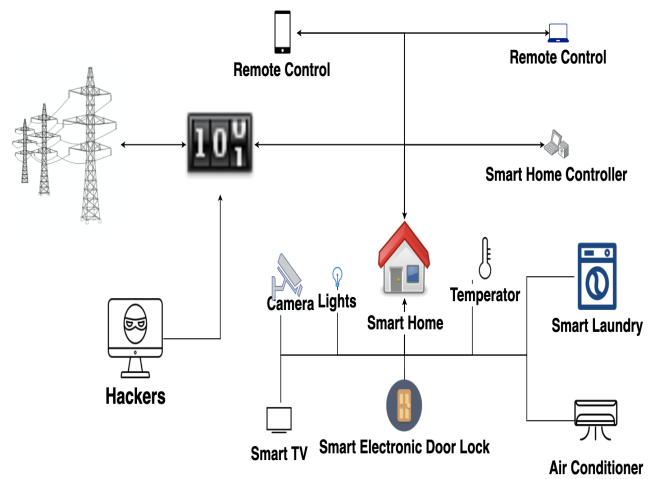 Remote Control
Remote Control
10
1
Smart Home Controller
Camera
Lights
Temperator
Smart Home
Smart Laundry
Hackers
Smart TV
Smart Electronic Door Lock
Air Conditioner